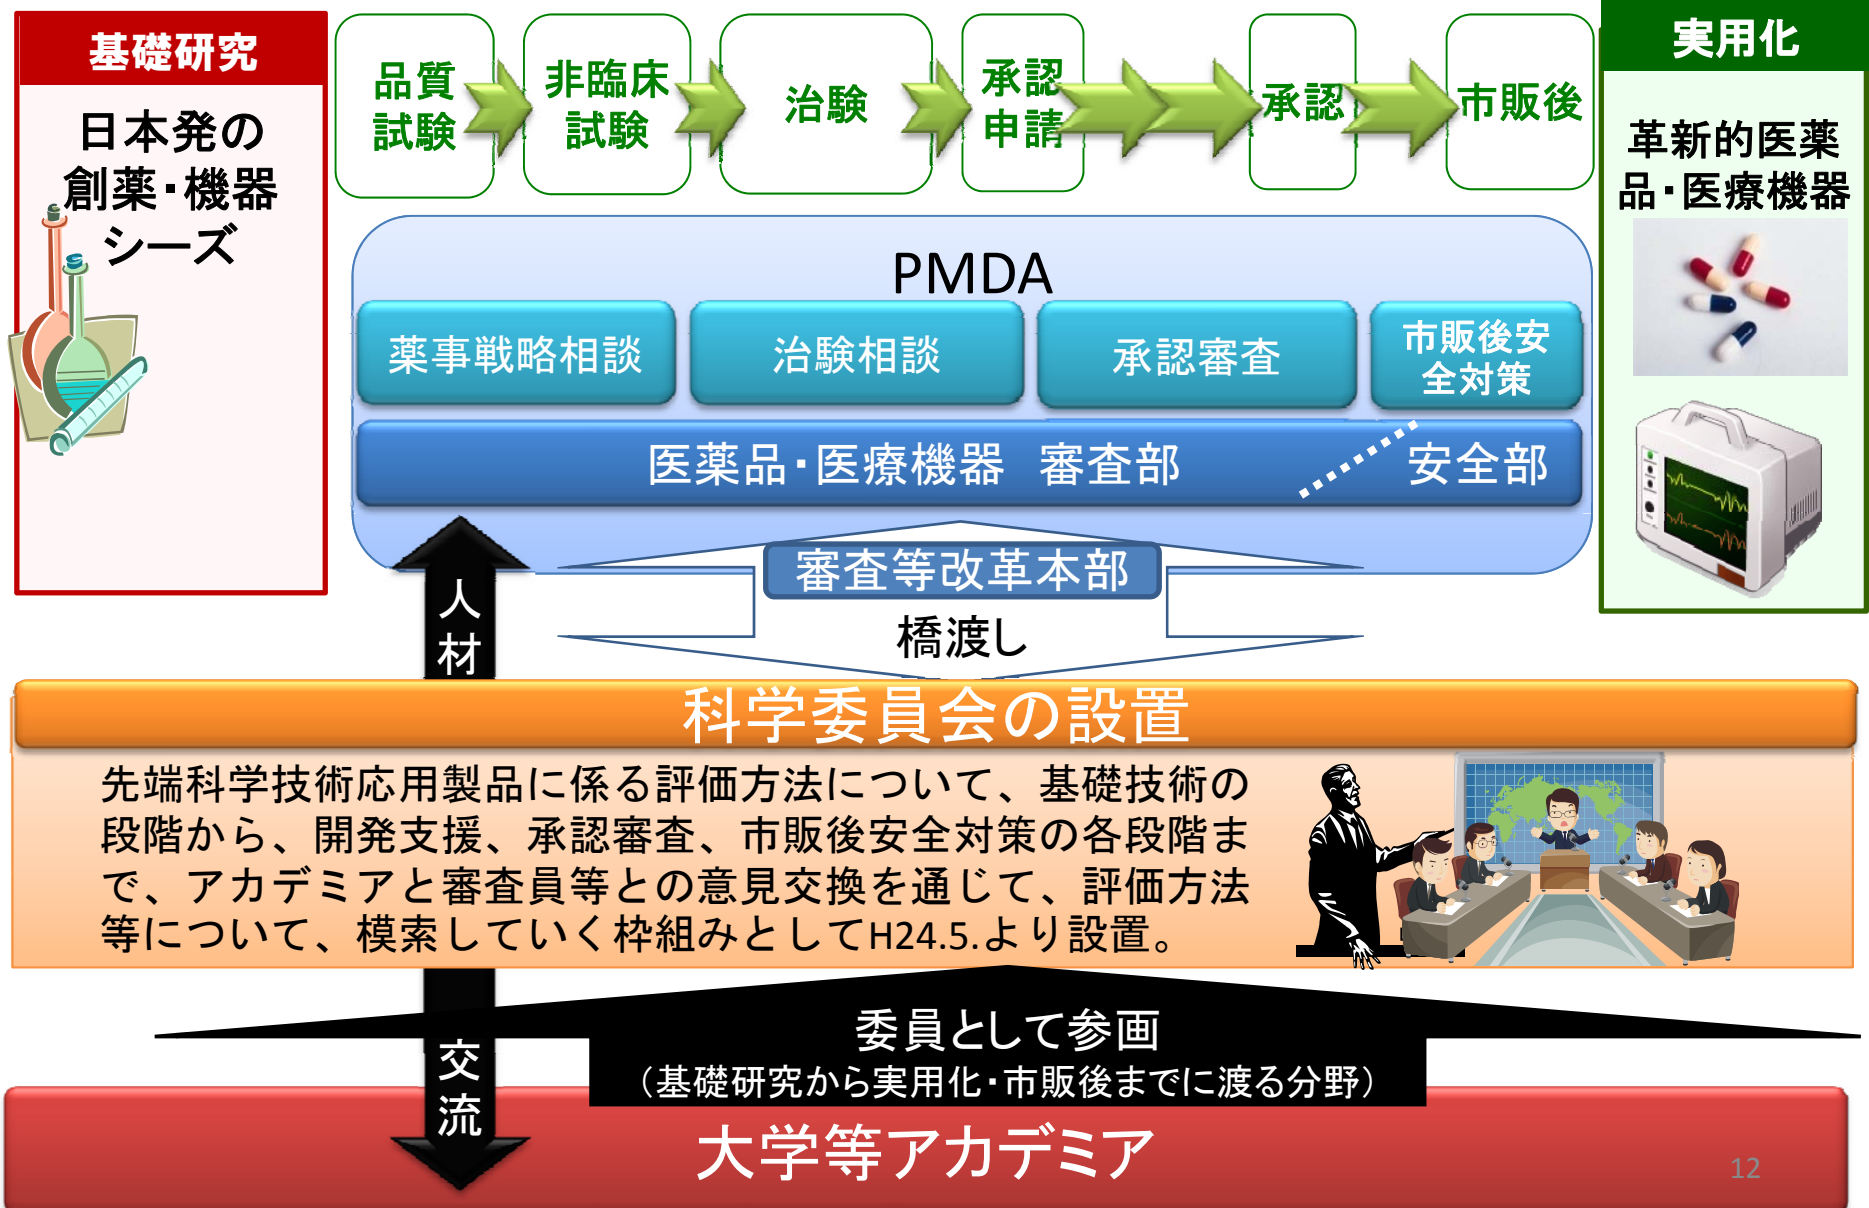 基礎研究
日本発の
創薬・機器
シーズ
品質
試験
非臨床
試験
治験
承認
申請
承認
市販後
実用化
革新的医薬
品・医療機器
PMDA
薬事戦略相談
治験相談
承認審査
市販後安
全対策
医薬品・医療機器　審査部
安全部
審査等改革本部
橋渡し
人
材
科学委員会の設置
先端科学技術応用製品に係る評価方法について、基礎技術の
段階から、開発支援、承認審査、市販後安全対策の各段階ま
で、アカデミアと審査員等との意見交換を通じて、評価方法
等について、模索していく枠組みとしてH24.5.より設置。
交
流
委員として参画
（基礎研究から実用化・市販後までに渡る分野）
大学等アカデミア
12